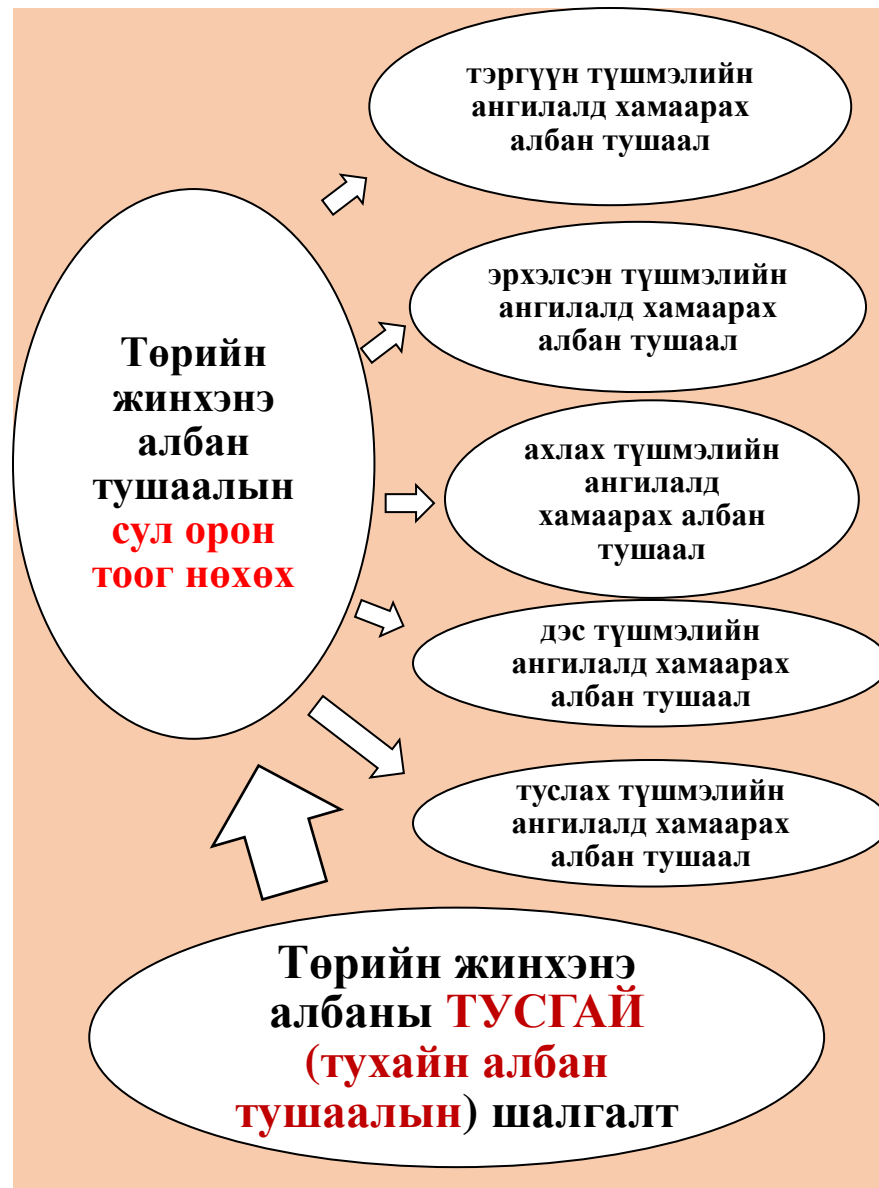 тэргүүн түшмэлийн
ангилалд хамаарах
албан тушаал
эрхэлсэн түшмэлийн
ангилалд хамаарах
албан тушаал
Төрийн
жинхэнэ
албан
тушаалын
сул орон
тоог нөхөх
ахлах түшмэлийн
ангилалд
хамаарах албан
тушаал
дэс түшмэлийн
ангилалд хамаарах
албан тушаал
туслах түшмэлийн
ангилалд хамаарах
албан тушаал
Төрийн жинхэнэ
албаны ТУСГАЙ
(тухайн албан
тушаалын) шалгалт